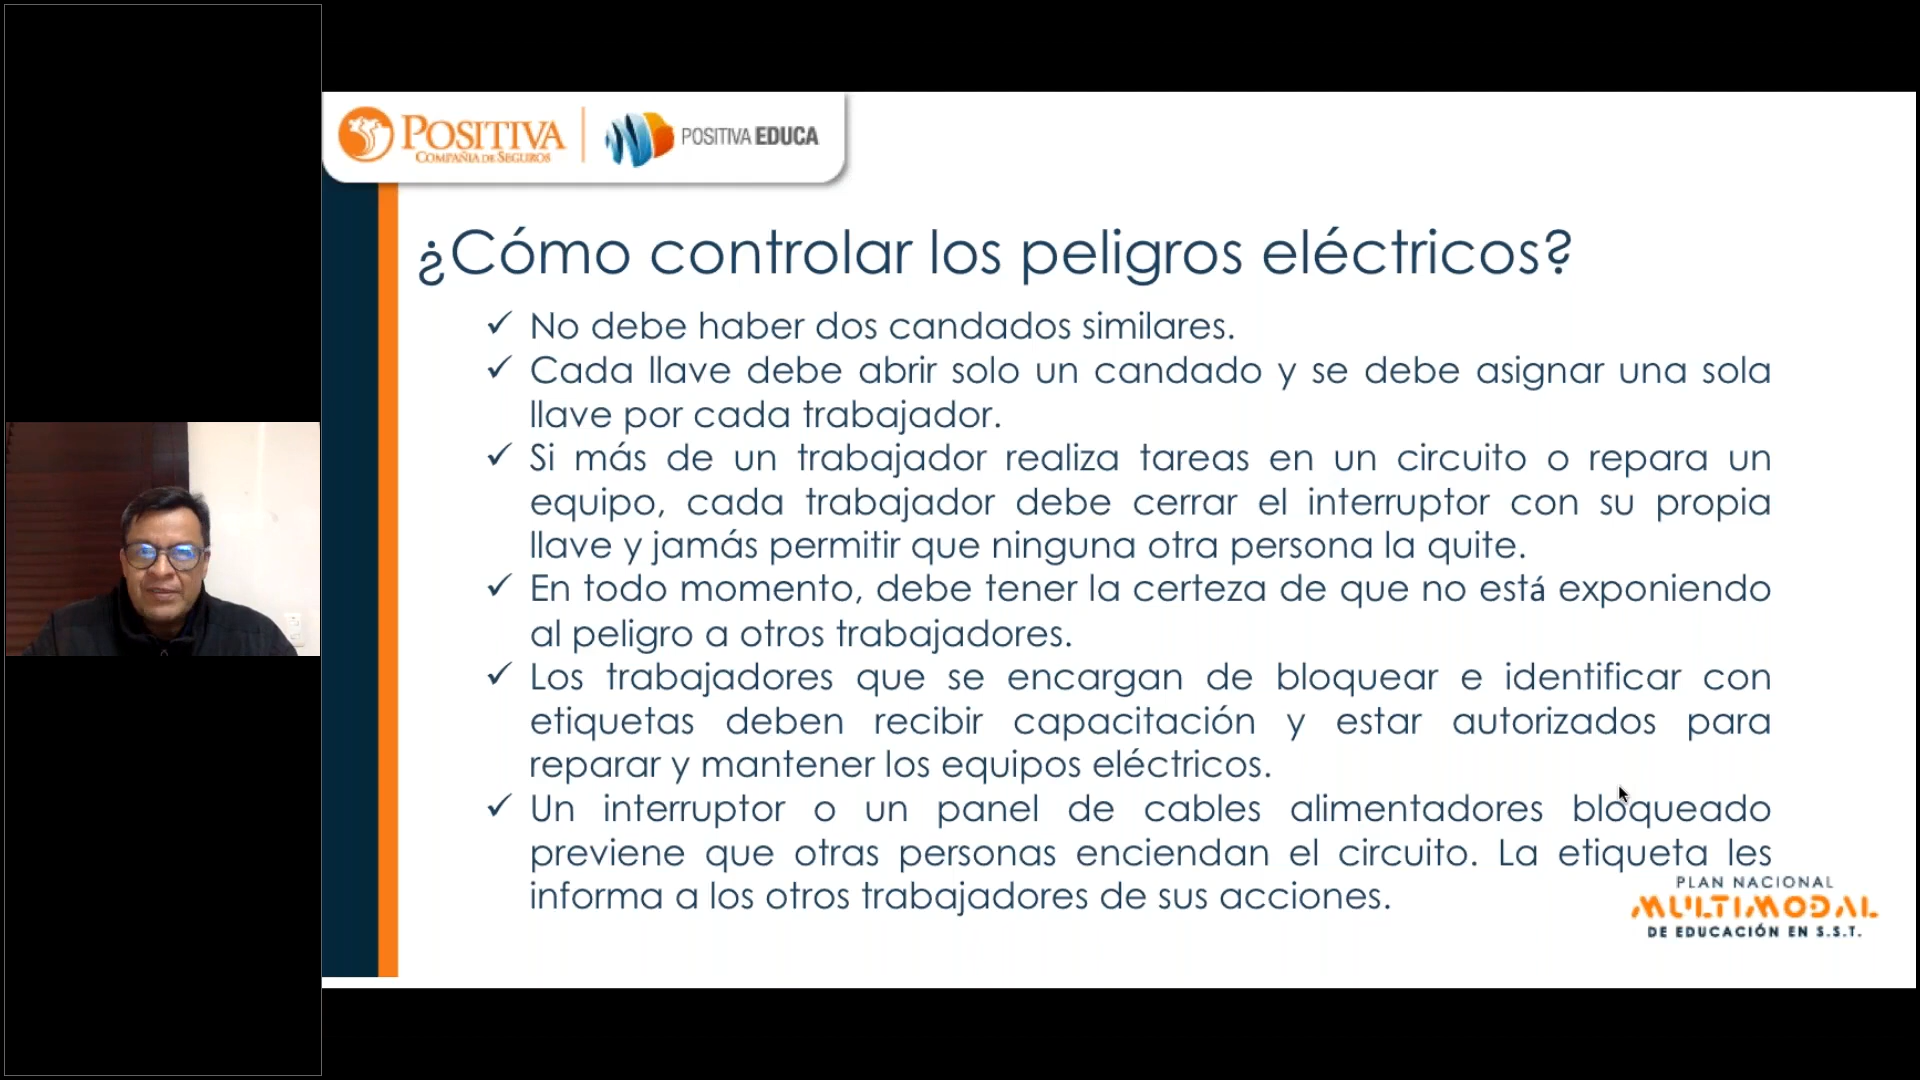 POSITIVA
COMPAÑIA DE SEGUROS
POSITIVA EDUCA
¿Cómo controlar los peligros eléctricos?
✓ No debe haber dos candados similares.
✓ Cada llave debe abrir solo un candado y se debe asignar una sola
llave por cada trabajador.
✓ Si más de un trabajador realiza tareas en un circuito o repara un
equipo, cada trabajador debe cerrar el interruptor con su propia
llave y jamás permitir que ninguna otra persona la quite.
✓ En todo momento, debe tener la certeza de que no está exponiendo
al peligro a otros trabajadores.
✓ Los trabajadores que se encargan de bloquear e identificar con
etiquetas deben recibir capacitación y estar autorizados para
reparar y mantener los equipos eléctricos.
✓ Un interruptor o un panel de cables alimentadores bloqueado
previene que otras personas enciendan el circuito. La etiqueta les
informa a los otros trabajadores de sus acciones.
PLAN NACIONAL
MULTIMODAL
DE EDUCACIÓN EN S.S.T.